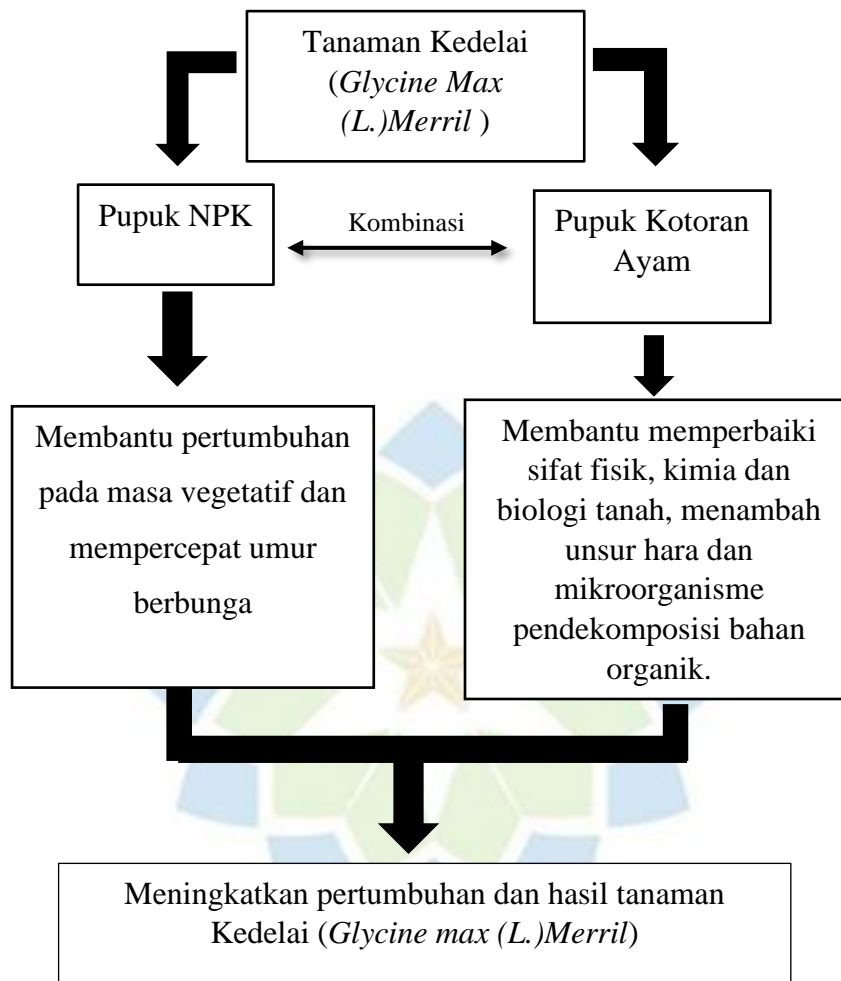 Tanaman Kedelai
(Glycine Max
(L.)Merril )
Pupuk NPK
Kombinasi
Pupuk Kotoran
Ayam
Membantu pertumbuhan
pada masa vegetatif dan
mempercepat umur
berbunga
Membantu memperbaiki
sifat fisik, kimia dan
biologi tanah, menambah
unsur hara dan
mikroorganisme
pendekomposisi bahan
organik.
Meningkatkan pertumbuhan dan hasil tanaman
Kedelai (Glycine max (L.)Merril)